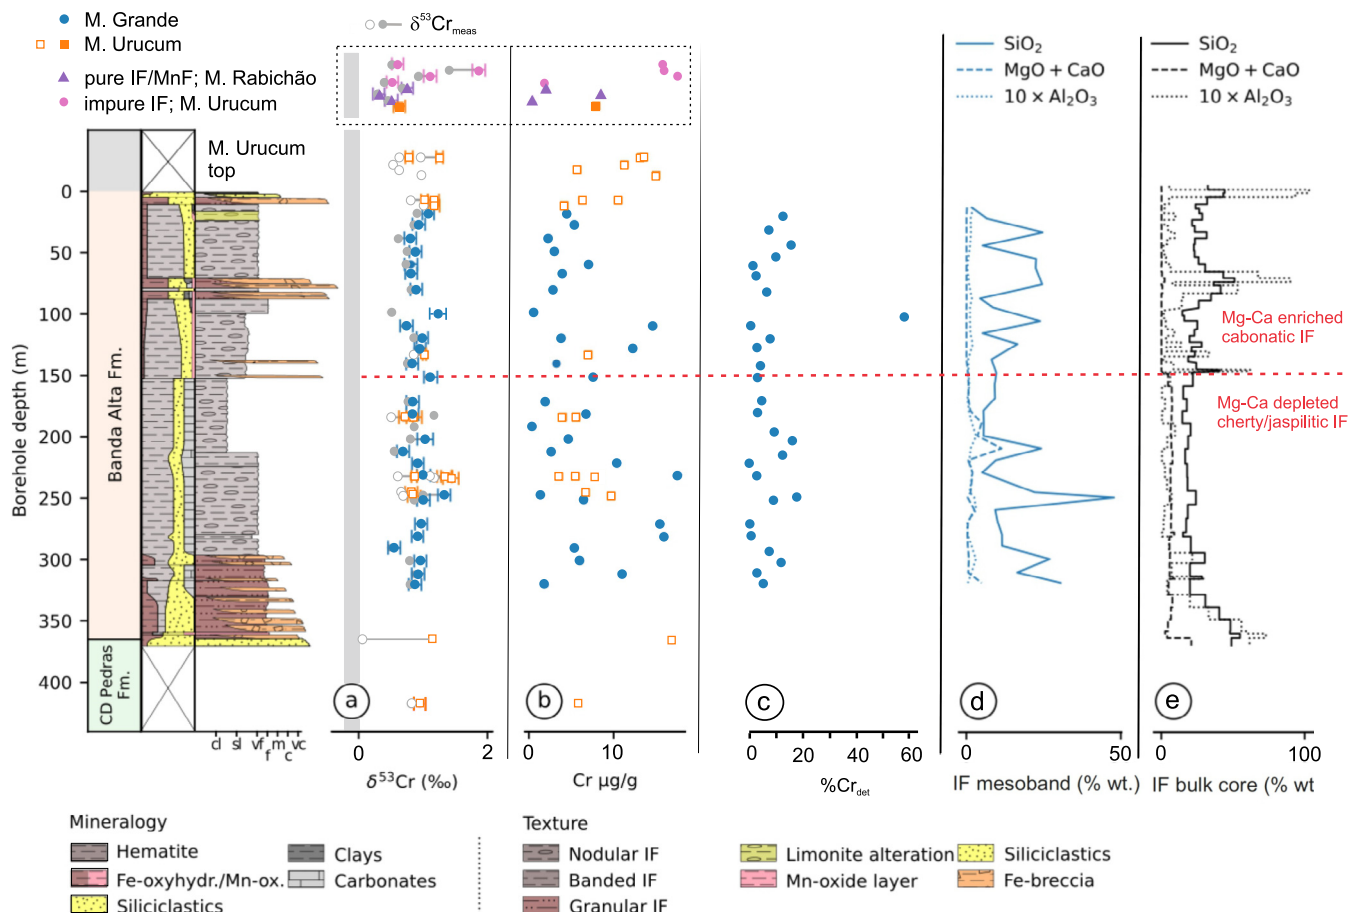 M. Grande
M. Urucum
pure IF/MnF; M. Rabichão
impure IF; M. Urucum
δ⁵³Cr meas
SiO₂
MgO + CaO
10 × Al₂O₃
SiO₂
MgO + CaO
10 × Al₂O₃
M. Urucum
top
Borehole depth (m)
0
50
100
150
200
250
300
350
400
Banda Alta Fm.
CD Pedras
Fm.
Mg-Ca enriched
cabonatic IF
Mg-Ca depleted
cherty/jaspilitic IF
a
b
c
d
e
cl sl vf f m c vc
0 2
δ⁵³Cr (‰)
0 10
Cr µg/g
0 20 40 60
%Cr det
0 50
IF mesoband (% wt.)
0 100
IF bulk core (% wt
Mineralogy
Hematite
Fe-oxyhydr./Mn-ox.
Siliciclastics
Clays
Carbonates
Texture
Nodular IF
Banded IF
Granular IF
Limonite alteration
Mn-oxide layer
Siliciclastics
Fe-breccia